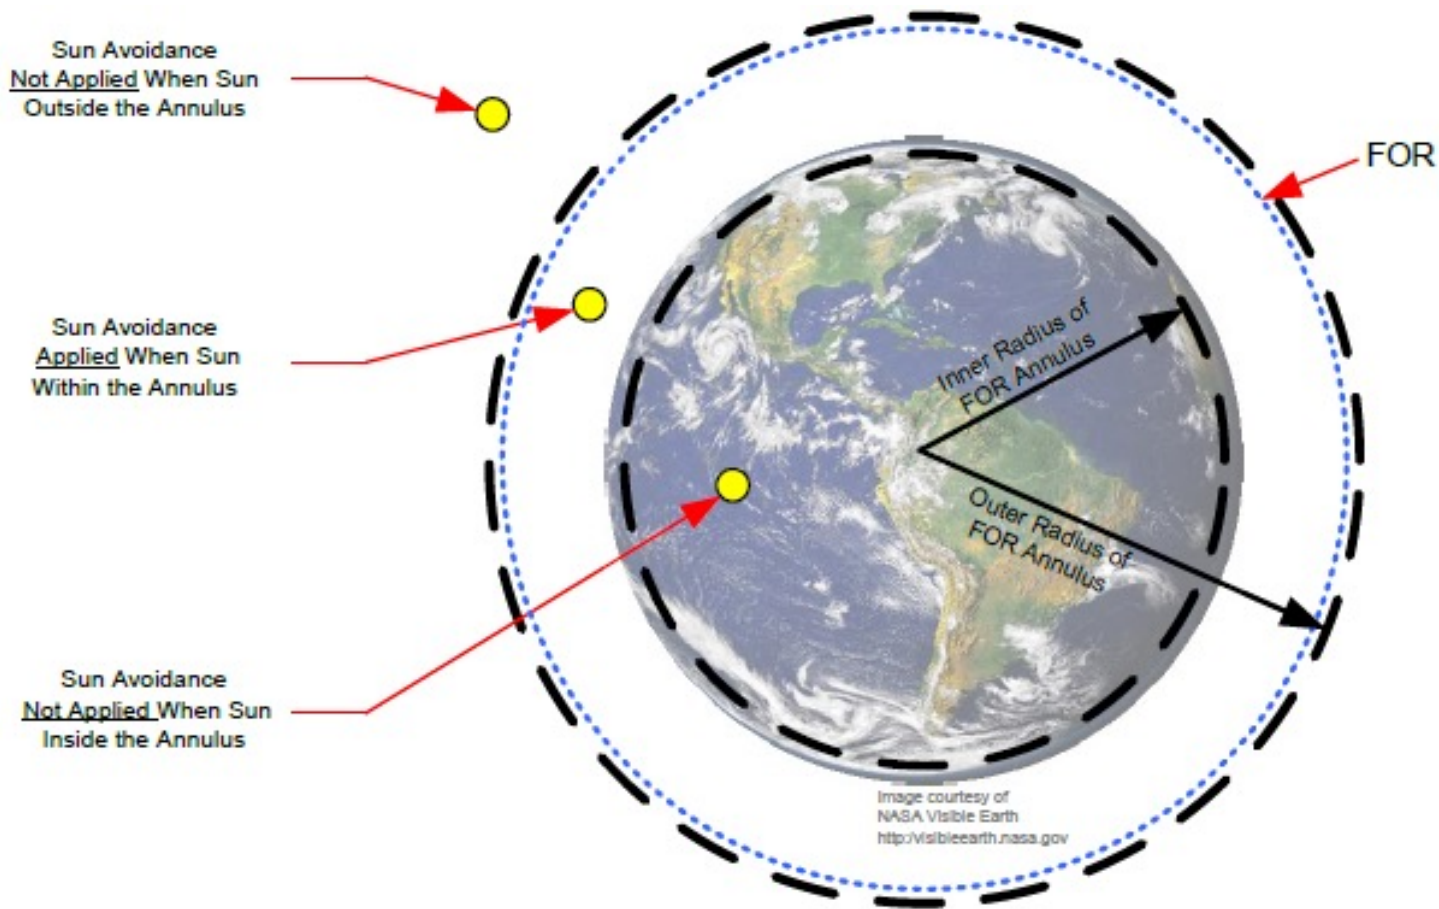 Sun Avoidance
Not Applied When Sun
Outside the Annulus
FOR
Sun Avoidance
Applied When Sun
Within the Annulus
Inner Radius of
FOR Annulus
Outer Radius of
FOR Annulus
Sun Avoidance
Not Applied When Sun
Inside the Annulus
Image courtesy of
NASA Visible Earth
http:/visibleearth.nasa.gov